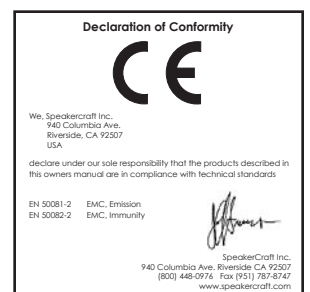 Declaration of Conformity
CE
We, Speakercraft Inc.
940 Columbia Ave.
Riverside, CA 92507
USA
declare under our sole responsibility that the products described in
this owners manual are in compliance with technical standards
EN 50081-2 EMC, Emission
EN 50082-2 EMC, Immunity
SpeakerCraft Inc.
940 Columbia Ave. Riverside CA 92507
(800) 448-0976 Fax (951) 787-8747
www.speakercraft.com